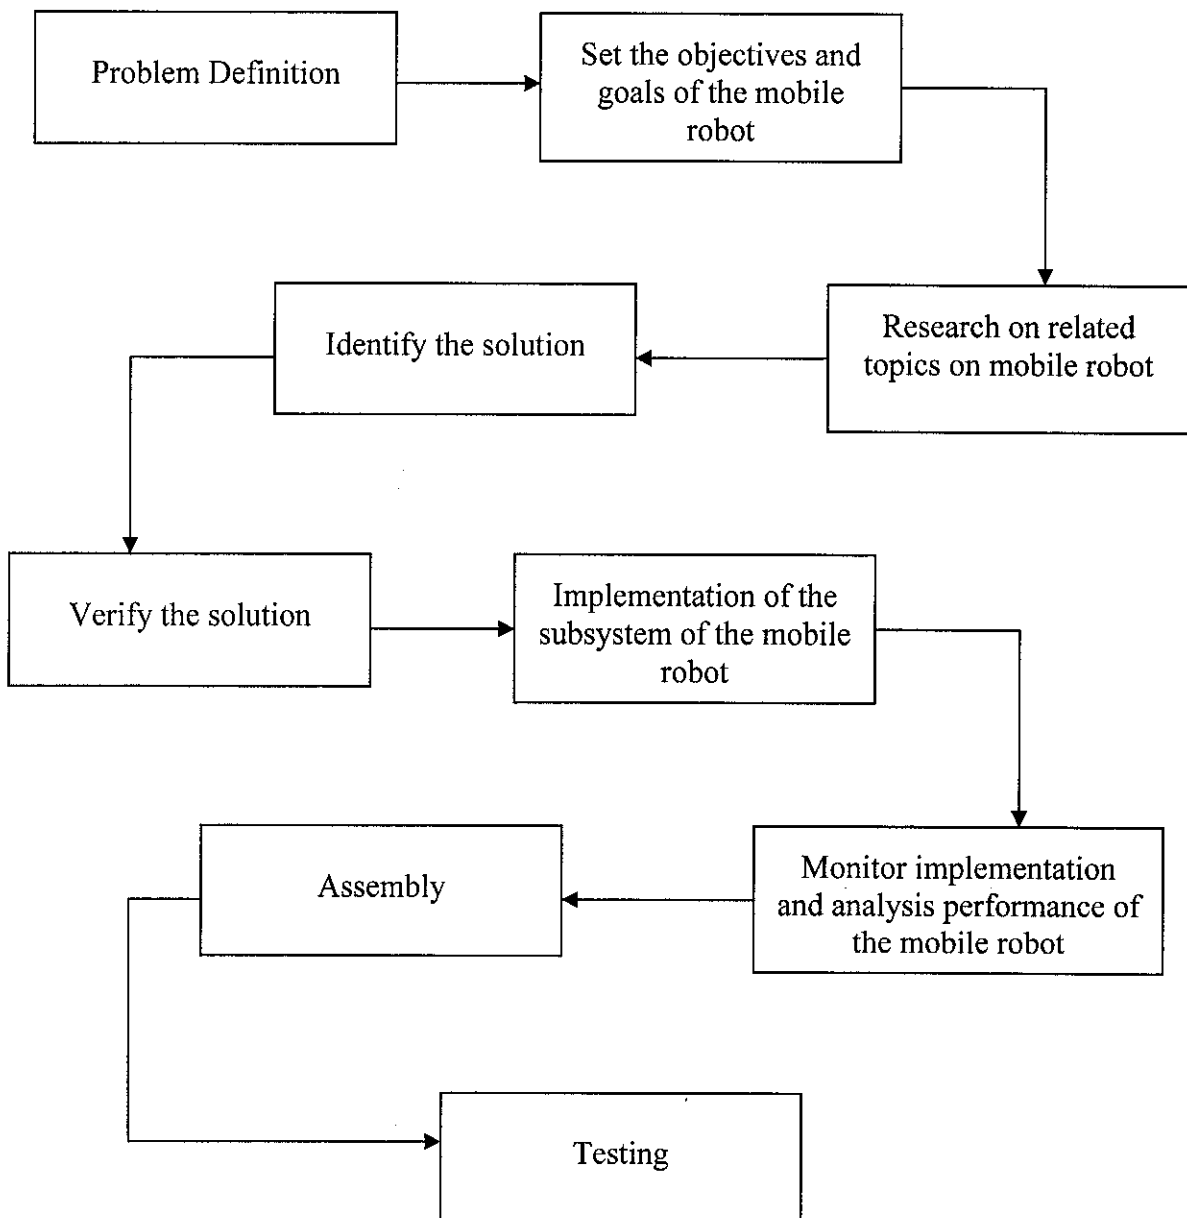 Problem Definition
Set the objectives and
goals of the mobile
robot
Research on related
topics on mobile robot
Identify the solution
Verify the solution
Implementation of the
subsystem of the mobile
robot
Monitor implementation
and analysis performance of
the mobile robot
Assembly
Testing